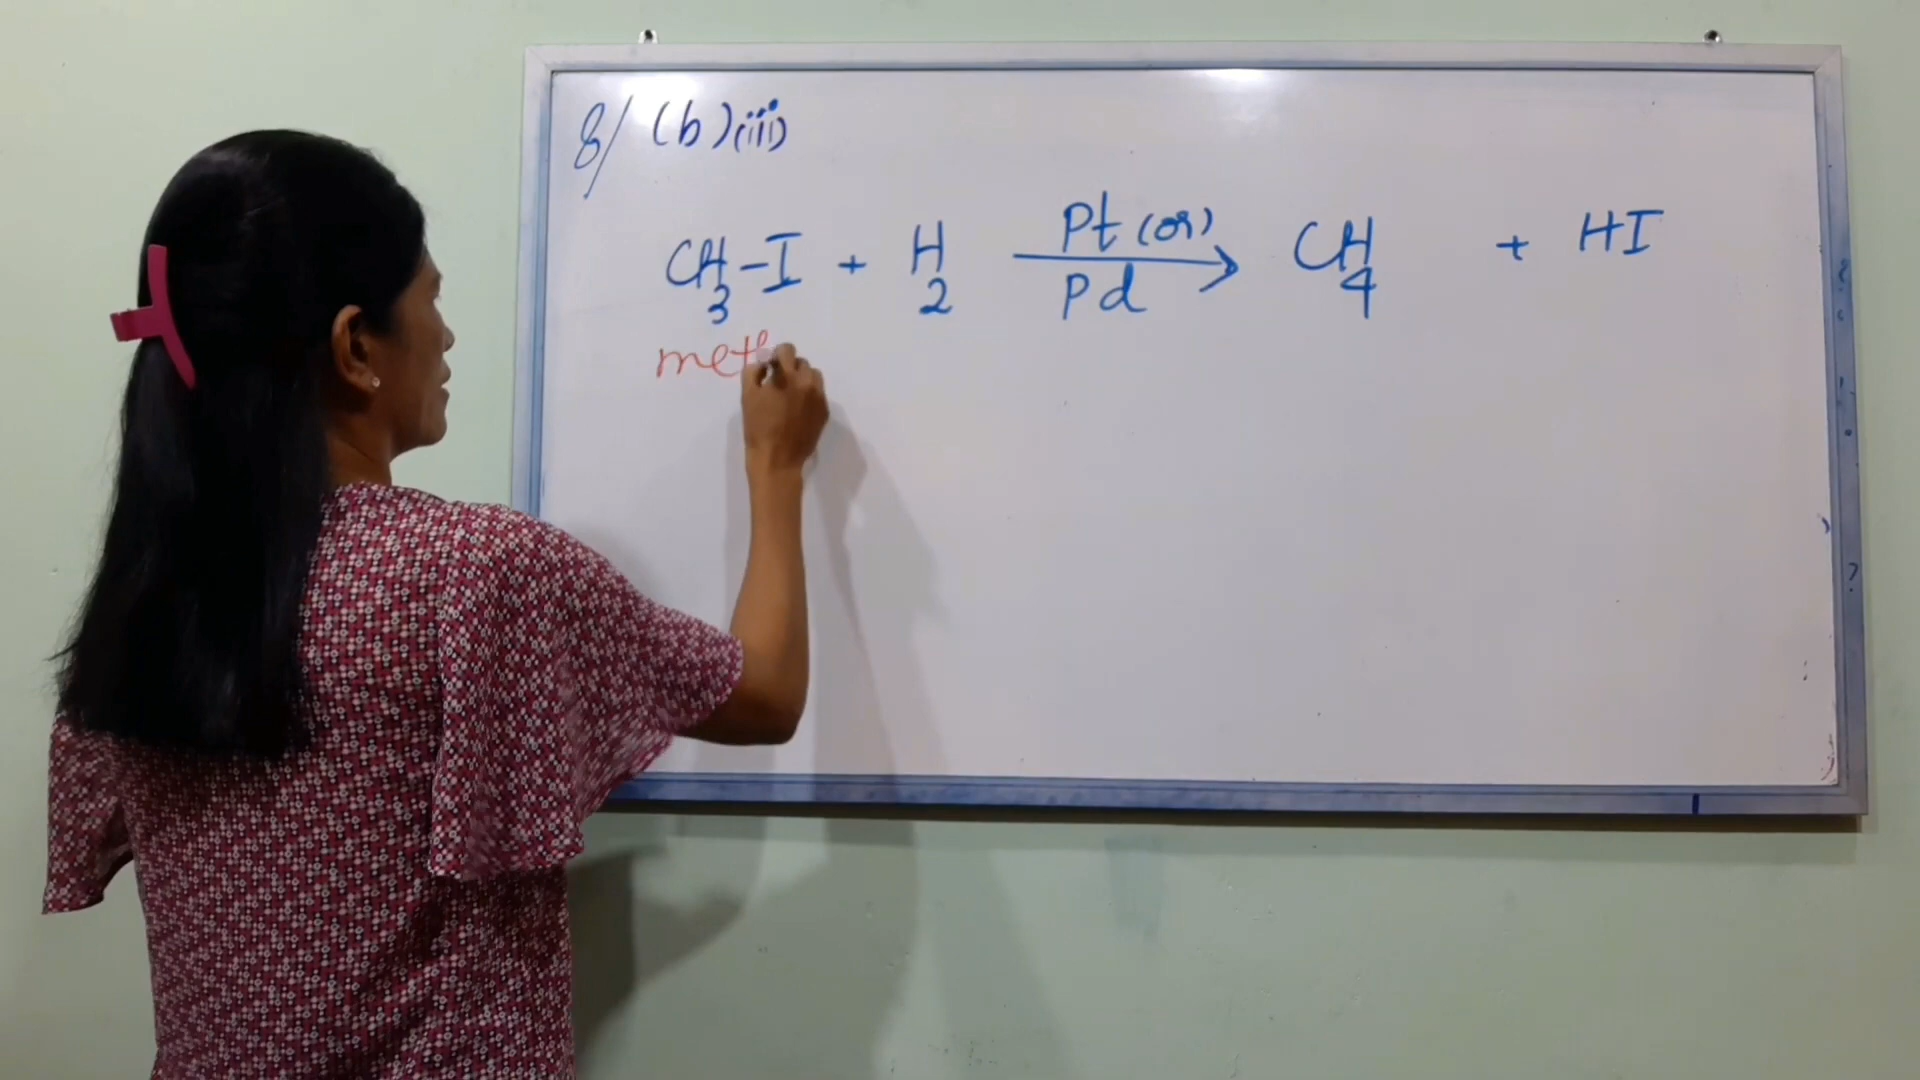 8/ (b)(iii)
CH3-I + H2 Pt (or) Pd → CH4 + HI
meth